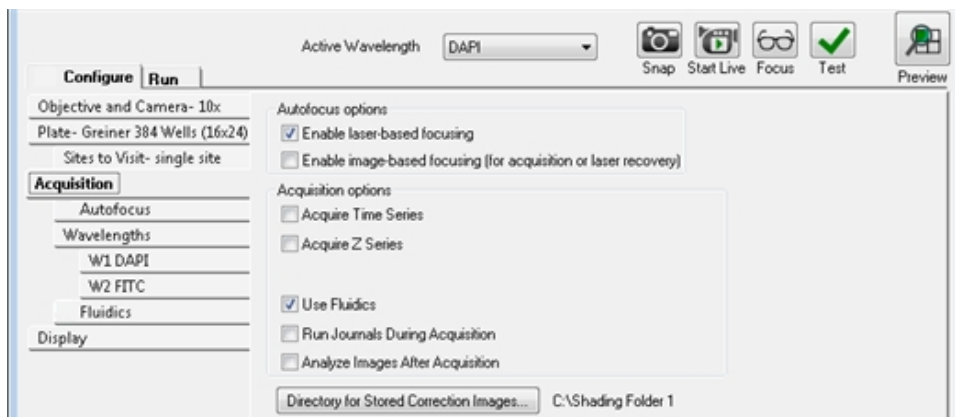 Active Wavelength DAPI
Snap Start Live Focus Test Preview
Configure Run
Objective and Camera- 10x
Plate- Greiner 384 Wells (16x24)
Sites to Visit- single site
Acquisition
Autofocus
Wavelengths
W1 DAPI
W2 FITC
Fluidics
Display
Autofocus options
Enable laser-based focusing
Enable image-based focusing (for acquisition or laser recovery)
Acquisition options
Acquire Time Series
Acquire Z Series
Use Fluidics
Run Journals During Acquisition
Analyze Images After Acquisition
Directory for Stored Correction Images... C:\Shading Folder 1